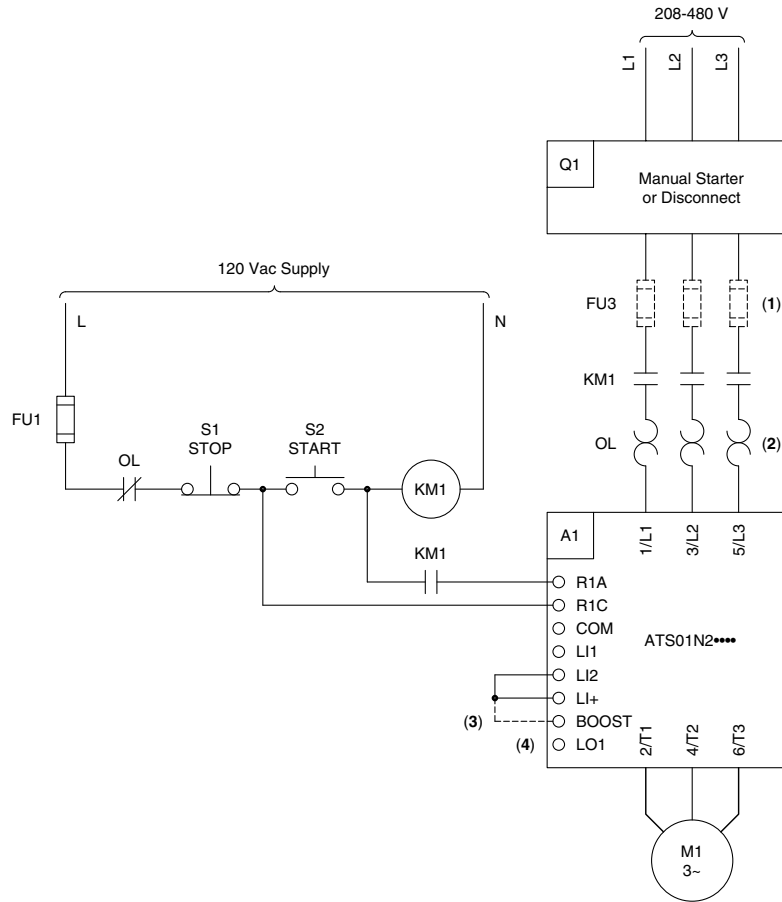 208-480 V
L1
L2
L3
Q1
Manual Starter
or Disconnect
120 Vac Supply
L
N
FU3
(1)
KM1
FU1
S1
STOP
S2
START
OL
KM1
OL
(2)
KM1
A1
1/L1
3/L2
5/L3
R1A
R1C
COM
LI1
LI2
LI+
BOOST
LO1
ATS01N2••••
(3)
(4)
2/T1
4/T2
6/T3
M1
3~